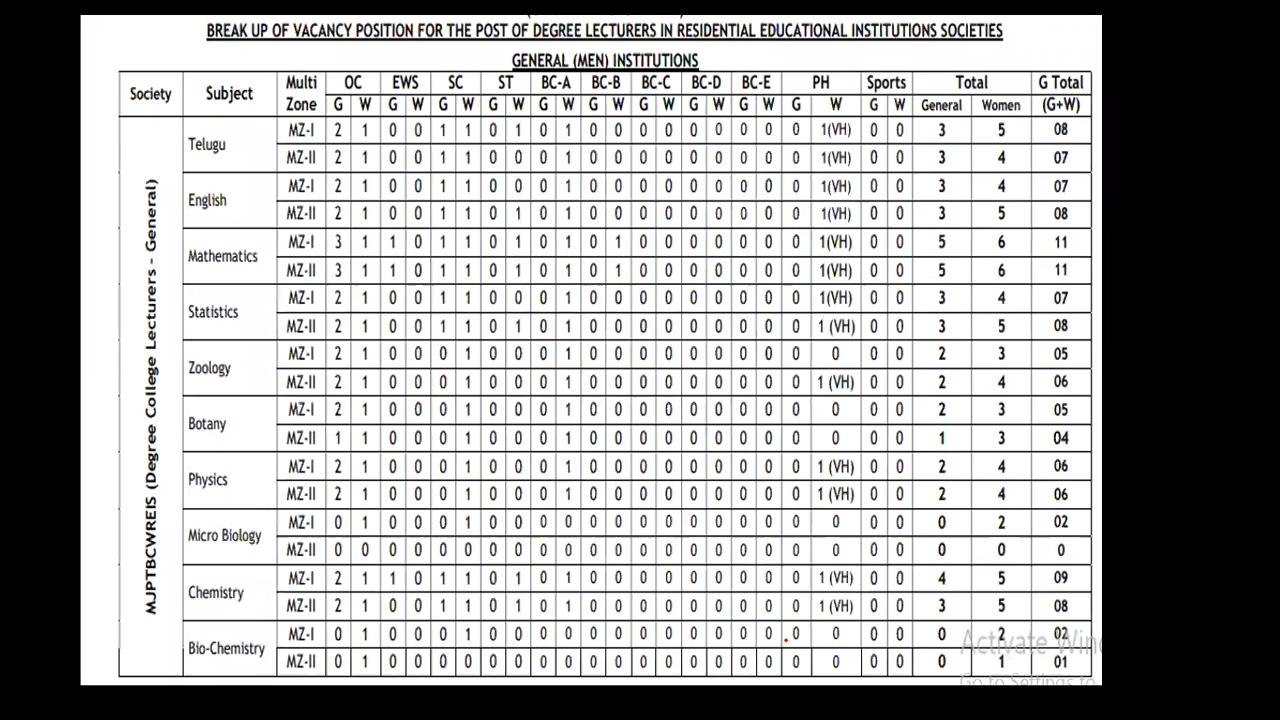 BREAK UP OF VACANCY POSITION FOR THE POST OF DEGREE LECTURERS IN RESIDENTIAL EDUCATIONAL INSTITUTIONS SOCIETIES
GENERAL (MEN) INSTITUTIONS
Society Subject Multi Zone OC EWS SC ST BC-A BC-B BC-C BC-D BC-E PH Sports Total G Total
G W G W G W G W G W G W G W G W G W G W G W General Women (G+W)
MJPTBCWREIS (Degree College Lecturers - General)
Telugu MZ-I 2 1 0 0 1 1 0 1 0 1 0 0 0 0 0 0 0 0 0 1(VH) 0 0 3 5 08
MZ-II 2 1 0 0 1 1 0 0 0 1 0 0 0 0 0 0 0 0 0 1(VH) 0 0 3 4 07
English MZ-I 2 1 0 0 1 1 0 0 0 1 0 0 0 0 0 0 0 0 0 1(VH) 0 0 3 4 07
MZ-II 2 1 0 0 1 1 0 1 0 1 0 0 0 0 0 0 0 0 0 1(VH) 0 0 3 5 08
Mathematics MZ-I 3 1 1 0 1 1 0 1 0 1 0 1 0 0 0 0 0 0 0 1(VH) 0 0 5 6 11
MZ-II 3 1 1 0 1 1 0 1 0 1 0 1 0 0 0 0 0 0 0 1(VH) 0 0 5 6 11
Statistics MZ-I 2 1 0 0 1 1 0 0 0 1 0 0 0 0 0 0 0 0 0 1(VH) 0 0 3 4 07
MZ-II 2 1 0 0 1 1 0 1 0 1 0 0 0 0 0 0 0 0 0 1 (VH) 0 0 3 5 08
Zoology MZ-I 2 1 0 0 0 1 0 0 0 1 0 0 0 0 0 0 0 0 0 0 0 0 2 3 05
MZ-II 2 1 0 0 0 1 0 0 0 1 0 0 0 0 0 0 0 0 0 1 (VH) 0 0 2 4 06
Botany MZ-I 2 1 0 0 0 1 0 0 0 1 0 0 0 0 0 0 0 0 0 0 0 0 2 3 05
MZ-II 1 1 0 0 0 1 0 0 0 1 0 0 0 0 0 0 0 0 0 0 0 0 1 3 04
Physics MZ-I 2 1 0 0 0 1 0 0 0 1 0 0 0 0 0 0 0 0 0 1 (VH) 0 0 2 4 06
MZ-II 2 1 0 0 0 1 0 0 0 1 0 0 0 0 0 0 0 0 0 1 (VH) 0 0 2 4 06
Micro Biology MZ-I 0 1 0 0 0 1 0 0 0 0 0 0 0 0 0 0 0 0 0 0 0 0 0 2 02
MZ-II 0 0 0 0 0 0 0 0 0 0 0 0 0 0 0 0 0 0 0 0 0 0 0 0 0
Chemistry MZ-I 2 1 1 0 1 1 0 1 0 1 0 0 0 0 0 0 0 0 0 1 (VH) 0 0 4 5 09
MZ-II 2 1 0 0 1 1 0 1 0 1 0 0 0 0 0 0 0 0 0 1 (VH) 0 0 3 5 08
Bio-Chemistry MZ-I 0 1 0 0 0 1 0 0 0 0 0 0 0 0 0 0 0 0 0 0 0 0 0 2 02
MZ-II 0 1 0 0 0 0 0 0 0 0 0 0 0 0 0 0 0 0 0 0 0 0 0 1 01
Activate Wind
Go to Settings to